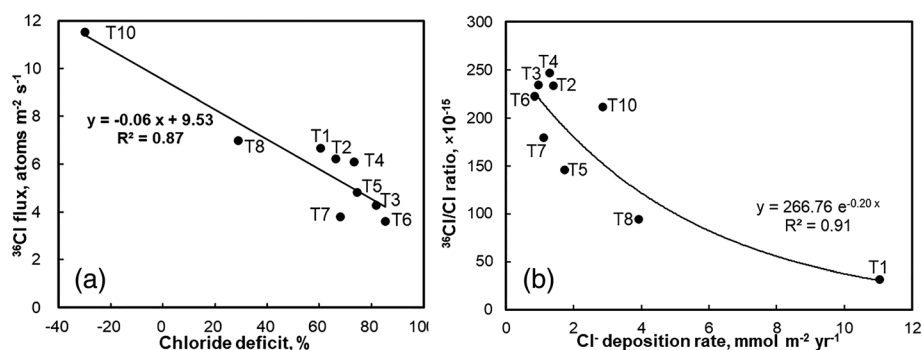 12
10
8
6
4
2
0
³⁶Cl flux, atoms m⁻² s⁻¹
T10
y = -0.06 x + 9.53
R² = 0.87
T8
T1
T2
T4
T5
T3
T7
T6
(a)
-40 -20 0 20 40 60 80 100
Chloride deficit, %
300
250
200
150
100
50
0
³⁶Cl/Cl ratio, ×10⁻¹⁵
T4
T3
T2
T6
T10
T7
T5
T8
y = 266.76 e⁻⁰·²⁰ ˣ
R² = 0.91
T1
(b)
0 2 4 6 8 10 12
Cl⁻ deposition rate, mmol m⁻² yr⁻¹